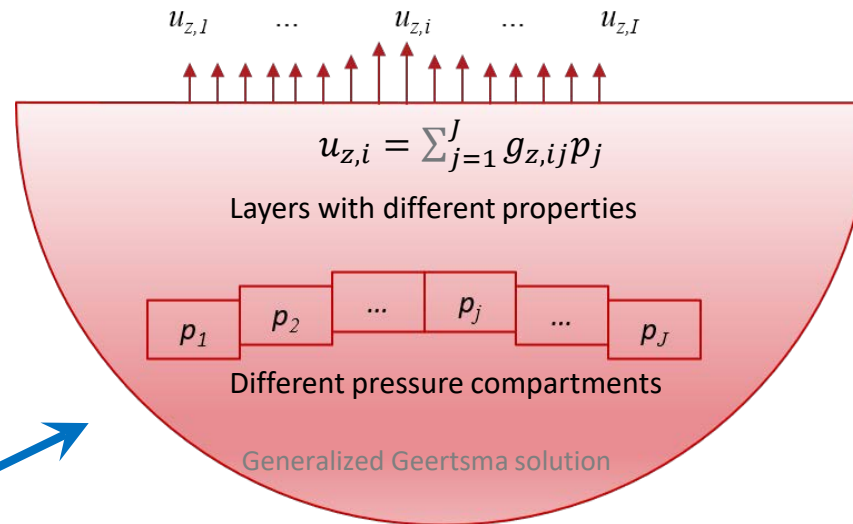 u_{z,1} ... u_{z,i} ... u_{z,I}
u_{z,i} = \sum_{j=1}^{J} g_{z,ij} p_j
Layers with different properties
p_1 p_2 ... p_j ... p_J
Different pressure compartments
Generalized Geertsma solution